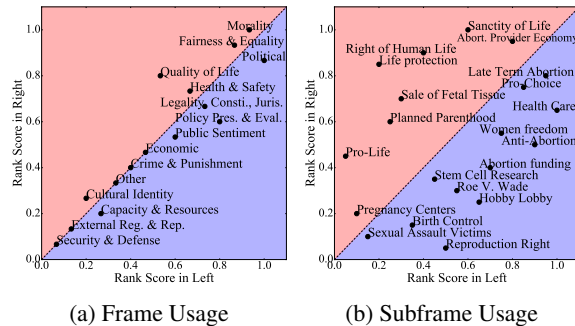 Morality
Fairness & Equality
Political
Quality of Life
Health & Safety
Legality, Consti., Juris.
Policy Pres. & Eval.
Public Sentiment
Economic
Crime & Punishment
Other
Cultural Identity
Capacity & Resources
External Reg. & Rep.
Security & Defense
Rank Score in Right
1.0
0.8
0.6
0.4
0.2
0.0
0.0 0.2 0.4 0.6 0.8 1.0
Rank Score in Left
(a) Frame Usage
Sanctity of Life
Abort. Provider Economy
Right of Human Life
Life protection
Late Term Abortion
Pro-Choice
Sale of Fetal Tissue
Health Care
Planned Parenthood
Women freedom
Anti-Abortion
Pro-Life
Abortion funding
Stem Cell Research
Roe V. Wade
Hobby Lobby
Pregnancy Centers
Birth Control
Sexual Assault Victims
Reproduction Right
Rank Score in Right
1.0
0.8
0.6
0.4
0.2
0.0
0.0 0.2 0.4 0.6 0.8 1.0
Rank Score in Left
(b) Subframe Usage